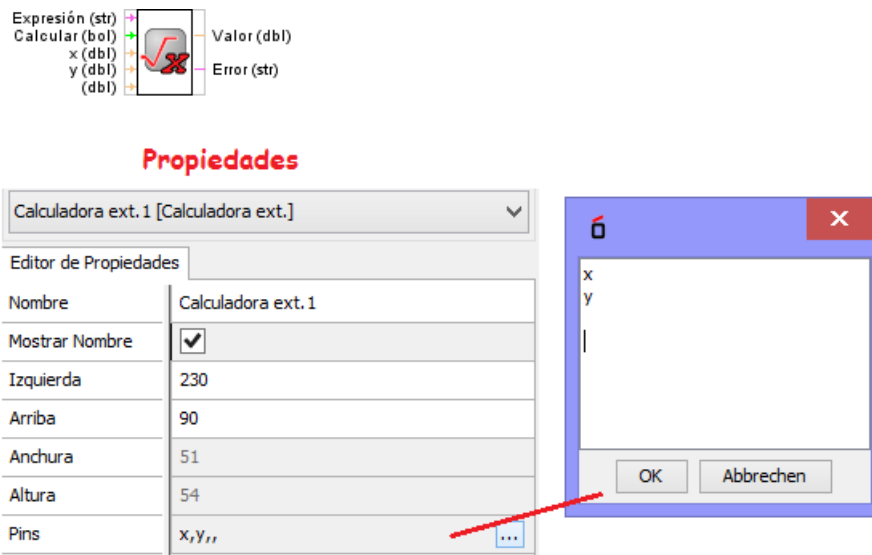 Expresión (str)
Calcular (bol)
x (dbl)
y (dbl)
(dbl)
Valor (dbl)
Error (str)
Propiedades
Calculadora ext. 1 [Calculadora ext.]
Editor de Propiedades
Nombre Calculadora ext. 1
Mostrar Nombre
Izquierda 230
Arriba 90
Anchura 51
Altura 54
Pins x,y,, ...
ó
x
y
OK Abbrechen